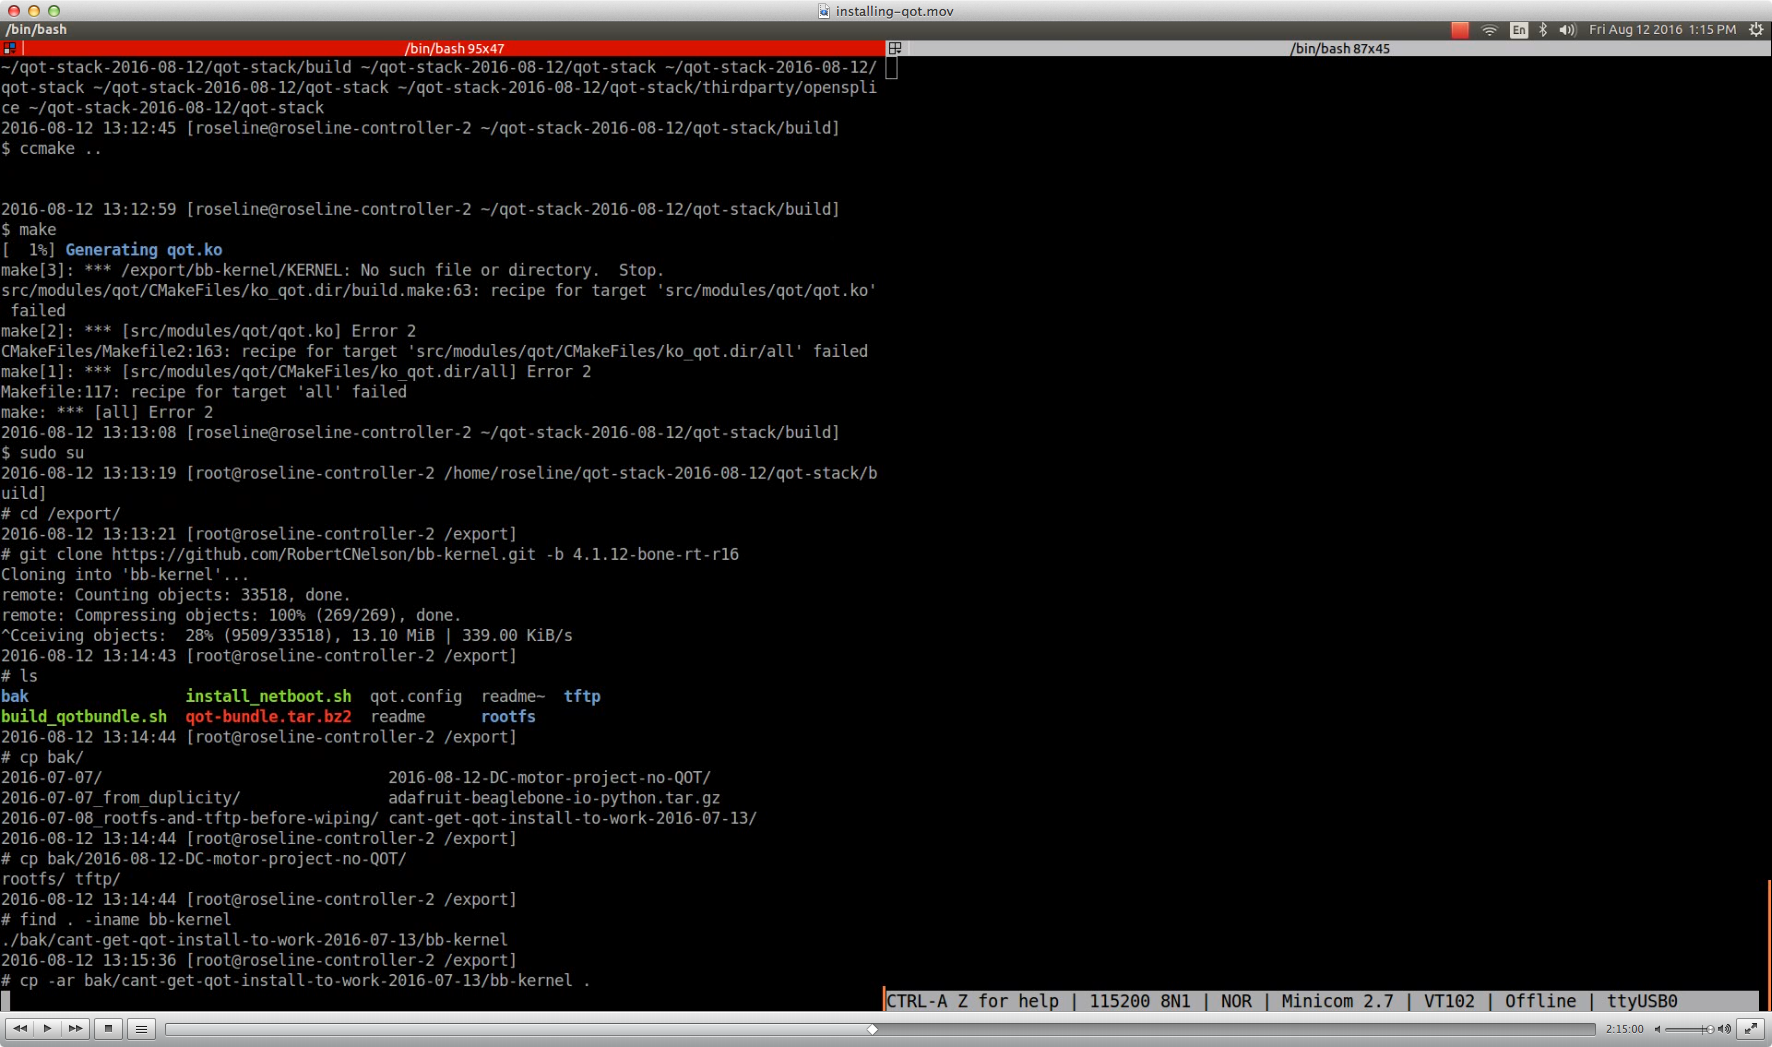 installing-qot.mov
/bin/bash
En
Fri Aug 12 2016 1:15 PM
/bin/bash 95x47
/bin/bash 87x45
~/qot-stack-2016-08-12/qot-stack/build ~/qot-stack-2016-08-12/qot-stack ~/qot-stack-2016-08-12/
qot-stack ~/qot-stack-2016-08-12/qot-stack ~/qot-stack-2016-08-12/qot-stack/thirdparty/openspli
ce ~/qot-stack-2016-08-12/qot-stack
2016-08-12 13:12:45 [roseline@roseline-controller-2 ~/qot-stack-2016-08-12/qot-stack/build]
$ ccmake ..
2016-08-12 13:12:59 [roseline@roseline-controller-2 ~/qot-stack-2016-08-12/qot-stack/build]
$ make
[  1%] Generating qot.ko
make[3]: *** /export/bb-kernel/KERNEL: No such file or directory.  Stop.
src/modules/qot/CMakeFiles/ko_qot.dir/build.make:63: recipe for target 'src/modules/qot/qot.ko'
 failed
make[2]: *** [src/modules/qot/qot.ko] Error 2
CMakeFiles/Makefile2:163: recipe for target 'src/modules/qot/CMakeFiles/ko_qot.dir/all' failed
make[1]: *** [src/modules/qot/CMakeFiles/ko_qot.dir/all] Error 2
Makefile:117: recipe for target 'all' failed
make: *** [all] Error 2
2016-08-12 13:13:08 [roseline@roseline-controller-2 ~/qot-stack-2016-08-12/qot-stack/build]
$ sudo su
2016-08-12 13:13:19 [root@roseline-controller-2 /home/roseline/qot-stack-2016-08-12/qot-stack/b
uild]
# cd /export/
2016-08-12 13:13:21 [root@roseline-controller-2 /export]
# git clone https://github.com/RobertCNelson/bb-kernel.git -b 4.1.12-bone-rt-r16
Cloning into 'bb-kernel'...
remote: Counting objects: 33518, done.
remote: Compressing objects: 100% (269/269), done.
^Cceiving objects:  28% (9509/33518), 13.10 MiB | 339.00 KiB/s
2016-08-12 13:14:43 [root@roseline-controller-2 /export]
# ls
bak                 install_netboot.sh  qot.config  readme~  tftp
build_qotbundle.sh  qot-bundle.tar.bz2  readme      rootfs
2016-08-12 13:14:44 [root@roseline-controller-2 /export]
# cp bak/
2016-07-07/                               2016-08-12-DC-motor-project-no-QOT/
2016-07-07_from_duplicity/                adafruit-beaglebone-io-python.tar.gz
2016-07-08_rootfs-and-tftp-before-wiping/ cant-get-qot-install-to-work-2016-07-13/
2016-08-12 13:14:44 [root@roseline-controller-2 /export]
# cp bak/2016-08-12-DC-motor-project-no-QOT/
rootfs/ tftp/
2016-08-12 13:14:44 [root@roseline-controller-2 /export]
# find . -iname bb-kernel
./bak/cant-get-qot-install-to-work-2016-07-13/bb-kernel
2016-08-12 13:15:36 [root@roseline-controller-2 /export]
# cp -ar bak/cant-get-qot-install-to-work-2016-07-13/bb-kernel .
CTRL-A Z for help | 115200 8N1 | NOR | Minicom 2.7 | VT102 | Offline | ttyUSB0
2:15:00